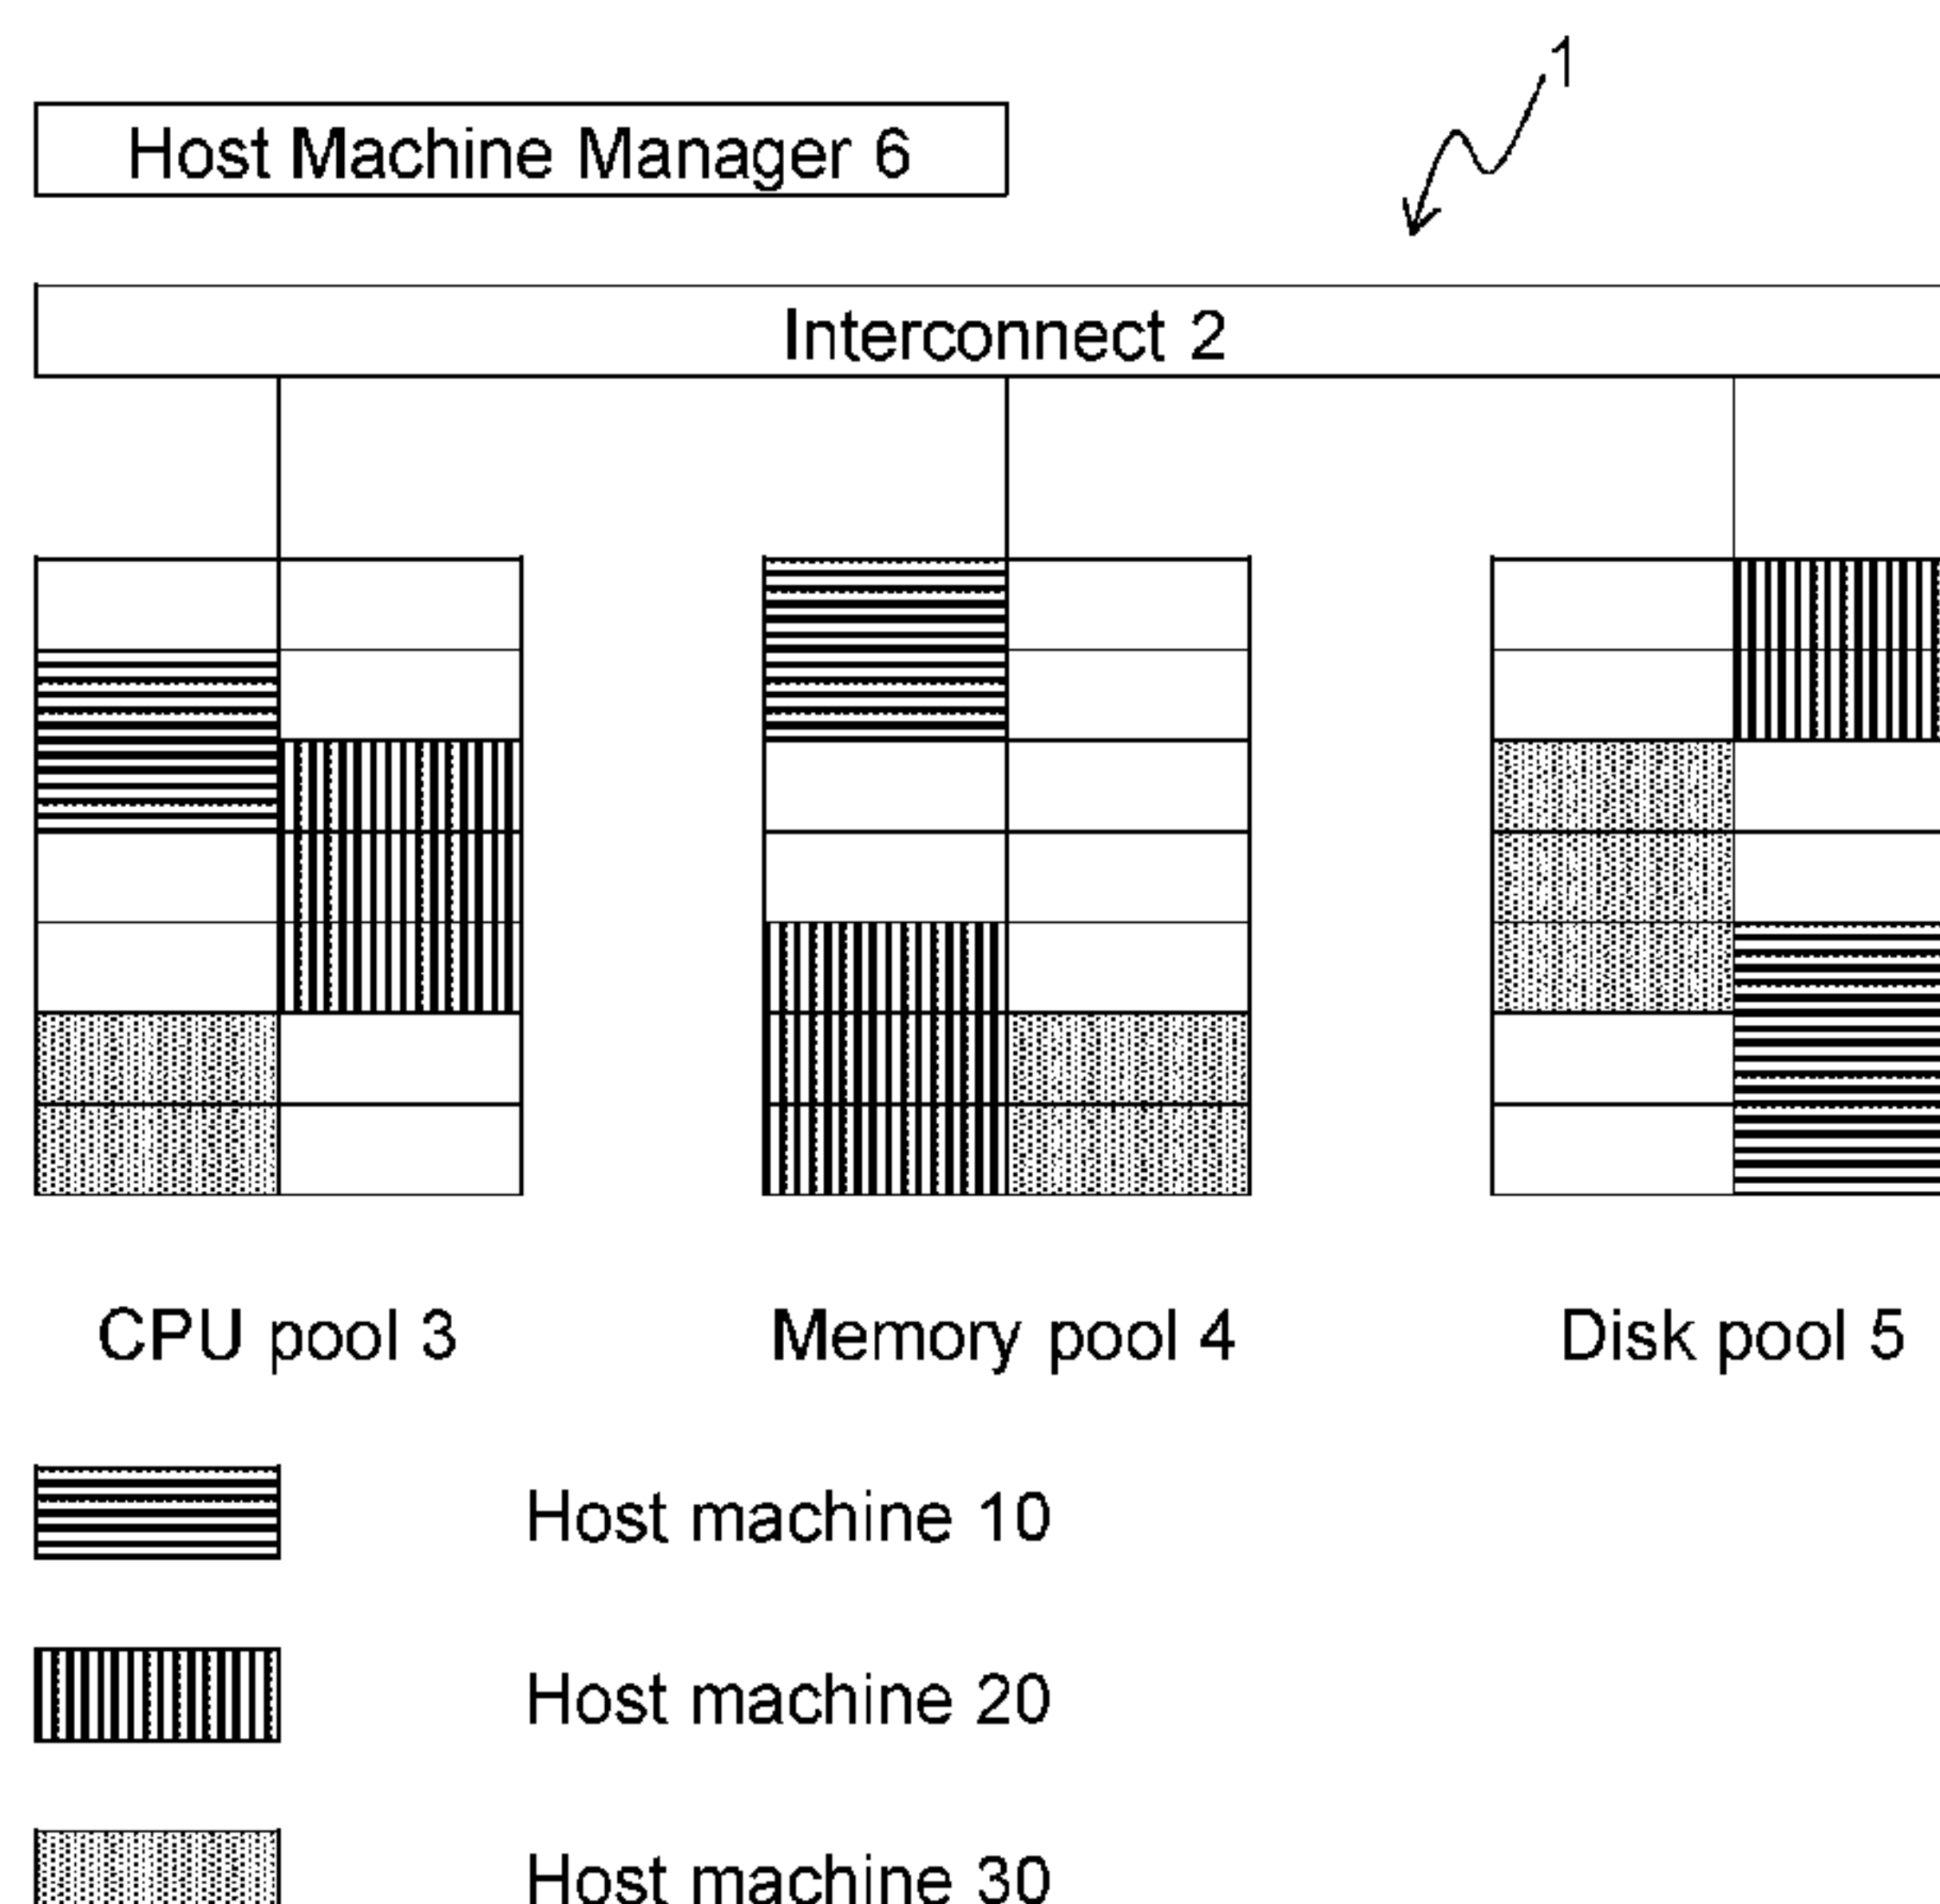 1
Host Machine Manager 6
Interconnect 2
CPU pool 3
Memory pool 4
Disk pool 5
Host machine 10
Host machine 20
Host machine 30